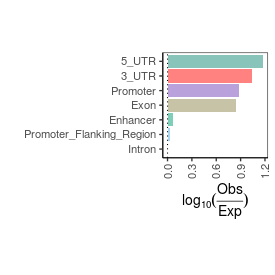 5_UTR
3_UTR
Promoter
Exon
Enhancer
Promoter_Flanking_Region
Intron
0.0 0.3 0.6 0.9 1.2
log10(Obs/Exp)